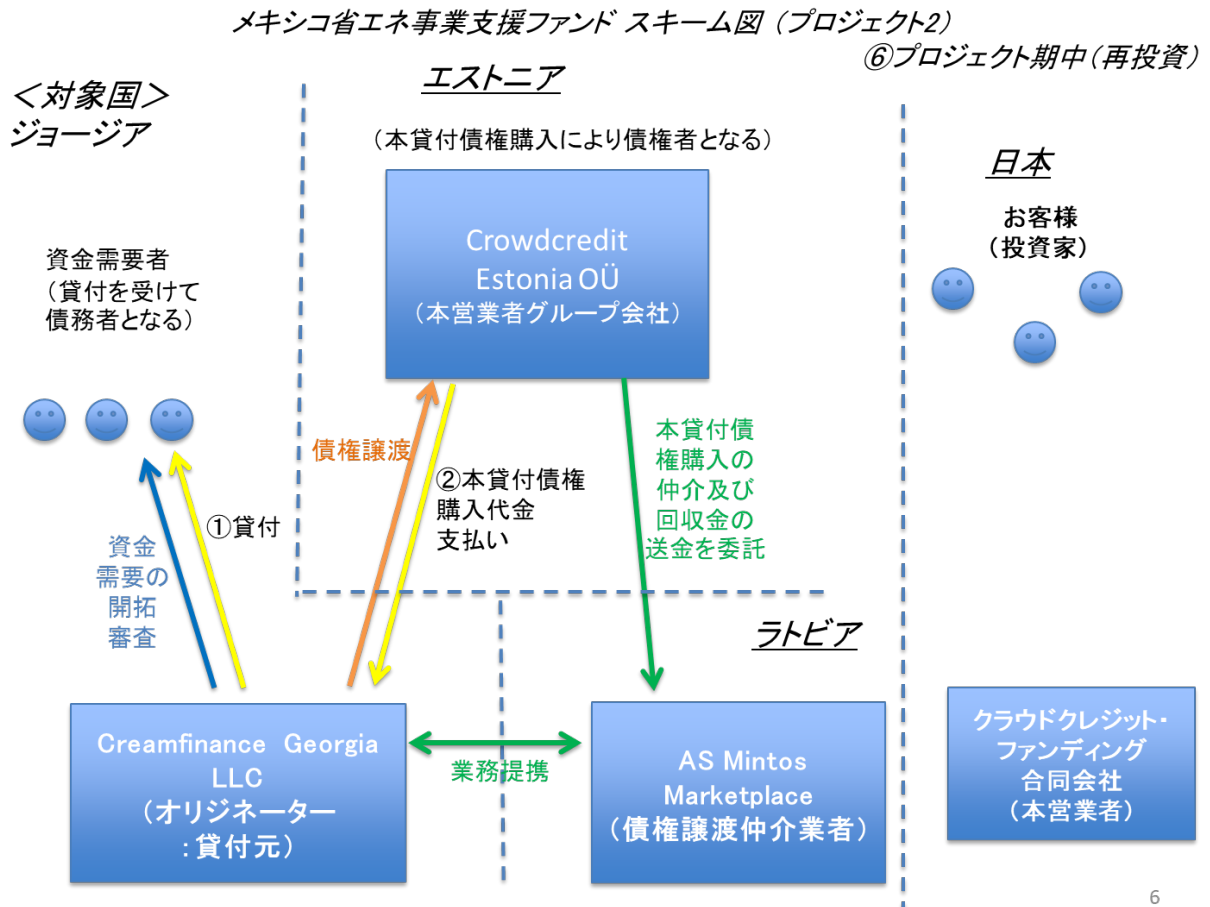 メキシコ省エネ事業支援ファンド スキーム図 (プロジェクト2)
⑥プロジェクト期中(再投資)
＜対象国＞
ジョージア
エストニア
（本貸付債権購入により債権者となる）
日本
お客様
（投資家）
Crowdcredit
Estonia OÜ
（本営業者グループ会社）
資金需要者
（貸付を受けて
債務者となる）
債権譲渡
②本貸付債権
購入代金
支払い
本貸付債
権購入の
仲介及び
回収金の
送金を委託
①貸付
資金
需要の
開拓
審査
ラトビア
Creamfinance Georgia
LLC
（オリジネーター
：貸付元）
業務提携
AS Mintos
Marketplace
（債権譲渡仲介業者）
クラウドクレジット・
ファンディング
合同会社
（本営業者）
6